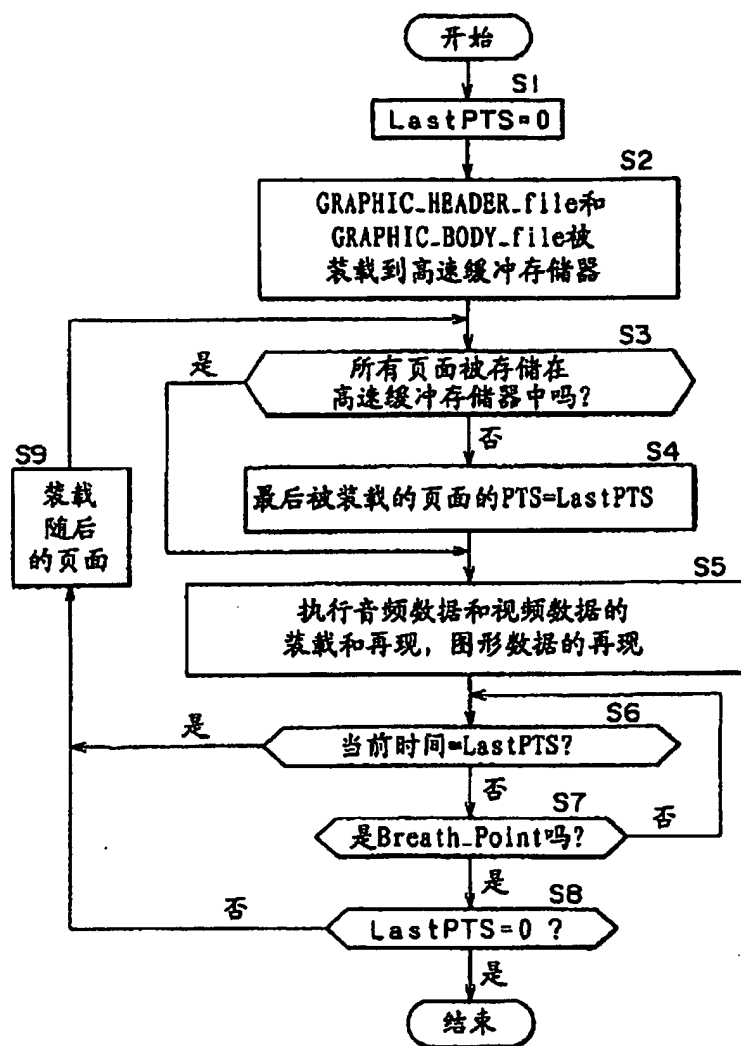 开始
S1
LastPTS=0
S2
GRAPHIC_HEADER_file和
GRAPHIC_BODY_file被
装载到高速缓冲存储器
S3
是
所有页面被存储在
高速缓冲存储器中吗?
否
S9
装载
随后
的页面
S4
最后被装载的页面的PTS=LastPTS
S5
执行音频数据和视频数据的
装载和再现，图形数据的再现
S6
是
当前时间=LastPTS?
否
S7
是Breath_Point吗?
否
是
S8
否
LastPTS=0 ?
是
结束